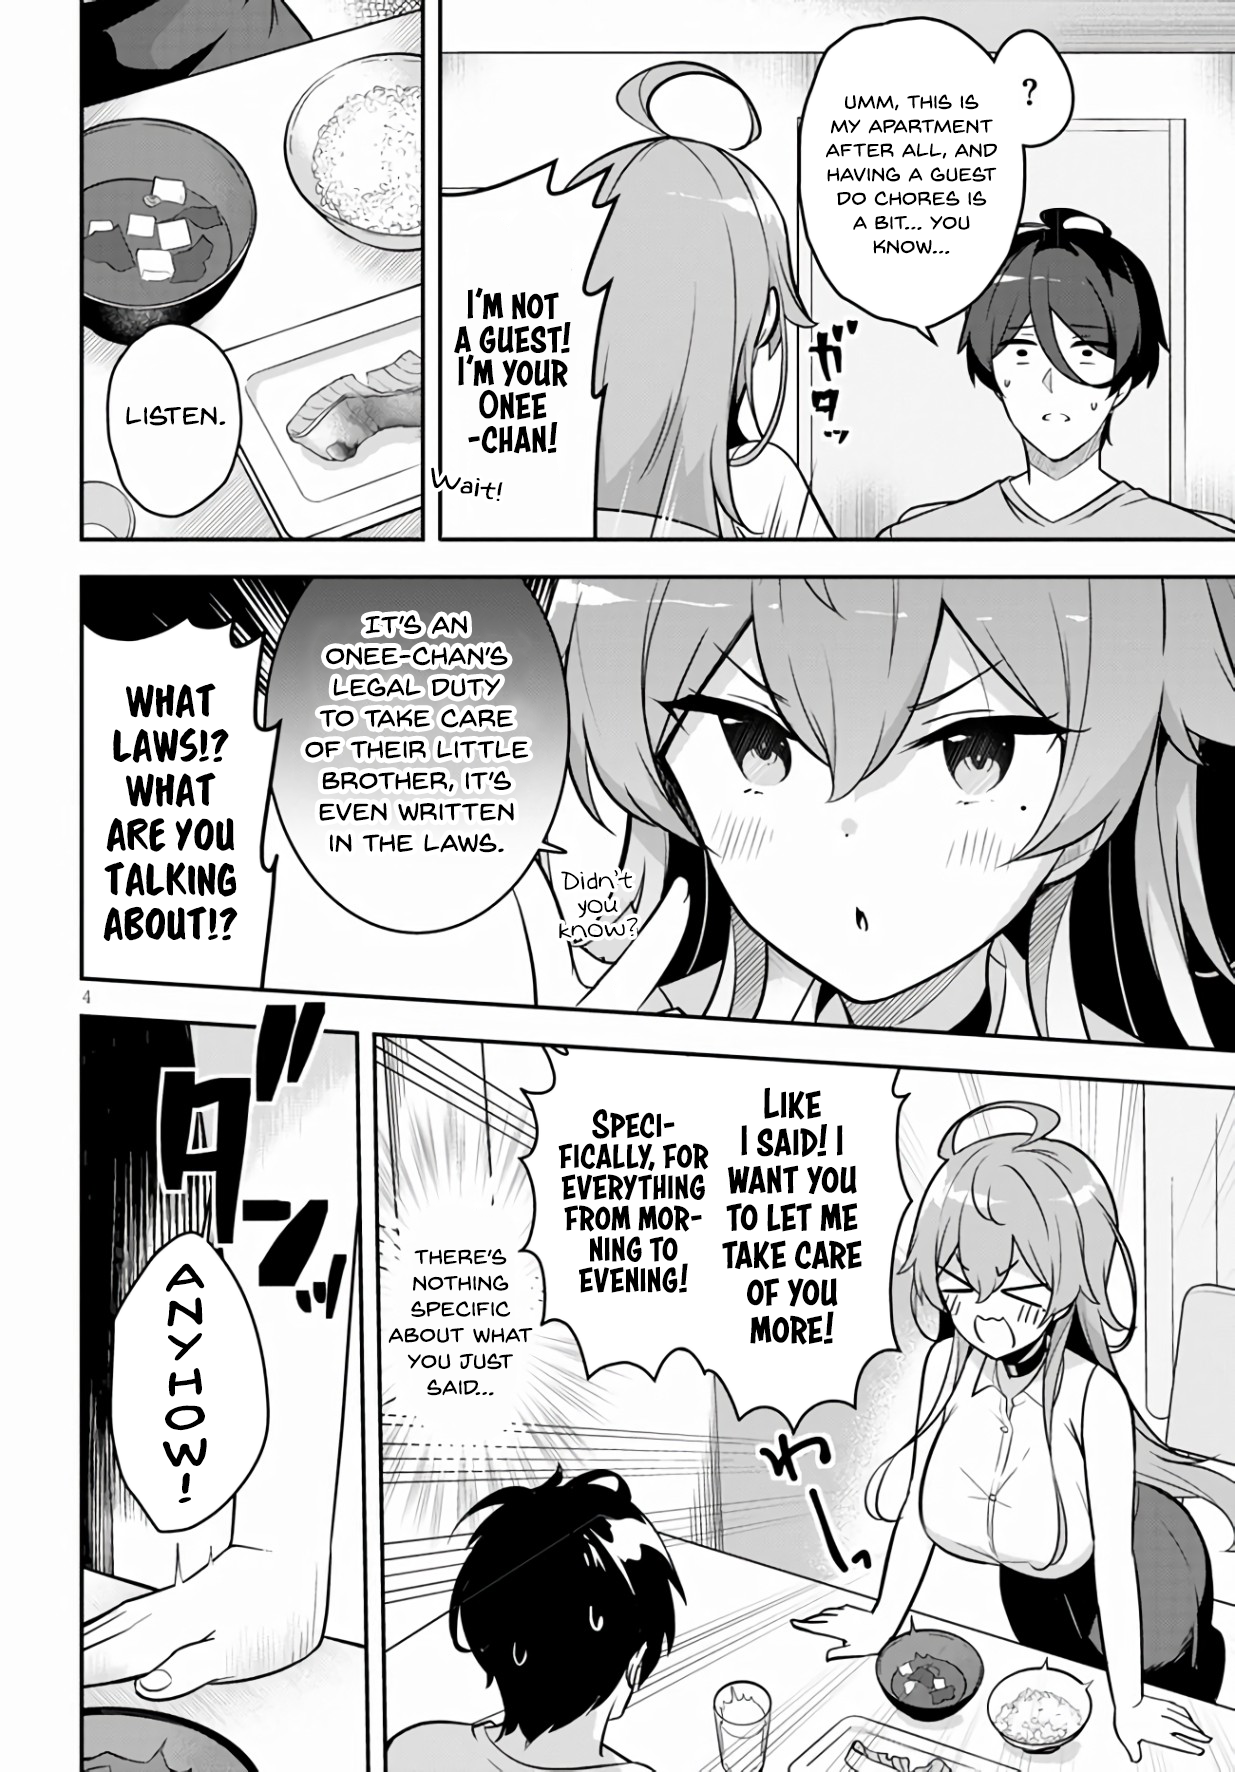 ?
UMM, THIS IS
MY APARTMENT
AFTER ALL, AND
HAVING A GUEST
DO CHORES IS
A BIT... YOU
KNOW...
ガタッ
I'M NOT
A GUEST!
I'M YOUR
ONEE
-CHAN!
Wait!
LISTEN.
IT'S AN
ONEE-CHAN'S
LEGAL DUTY
TO TAKE CARE
OF THEIR LITTLE
BROTHER, IT'S
EVEN WRITTEN
IN THE LAWS.
Didn't
you
know?
WHAT
LAWS!?
WHAT
ARE YOU
TALKING
ABOUT!?
4
LIKE
I SAID! I
WANT YOU
TO LET ME
TAKE CARE
OF YOU
MORE!
SPECI-
FICALLY, FOR
EVERYTHING
FROM MOR-
NING TO
EVENING!
THERE'S
NOTHING
SPECIFIC
ABOUT WHAT
YOU JUST
SAID...
わーっ
ダンッ
ANYHOW!